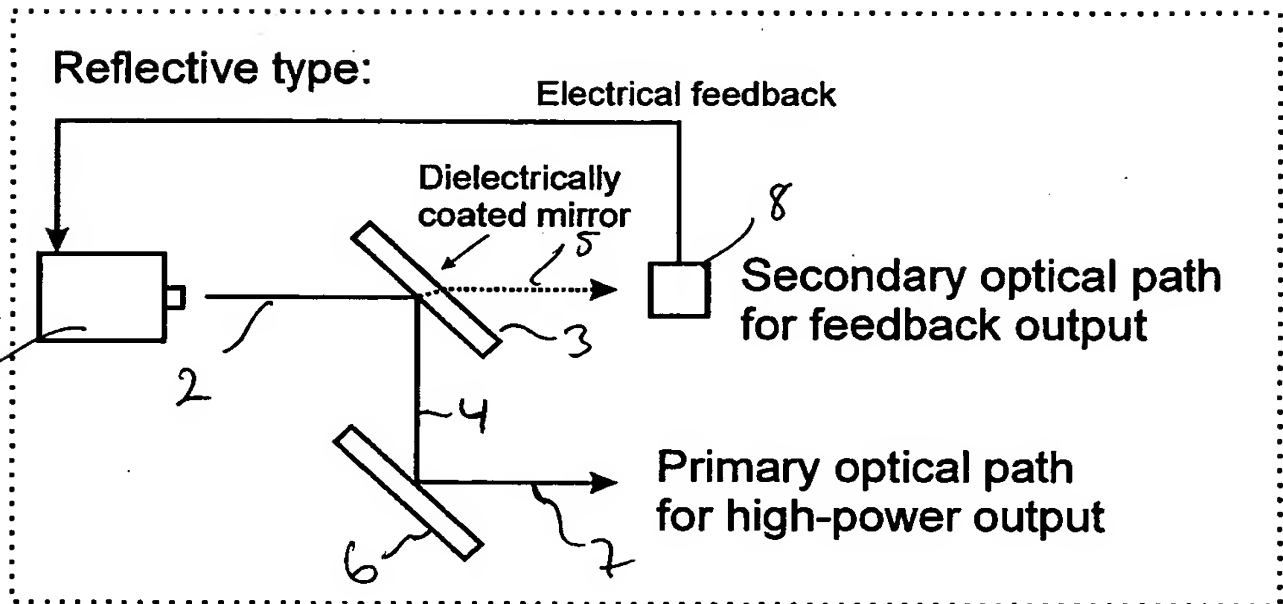 Reflective type:
Electrical feedback
Dielectrically
coated mirror
5
8
Secondary optical path
for feedback output
3
2
4
Primary optical path
for high-power output
6
7